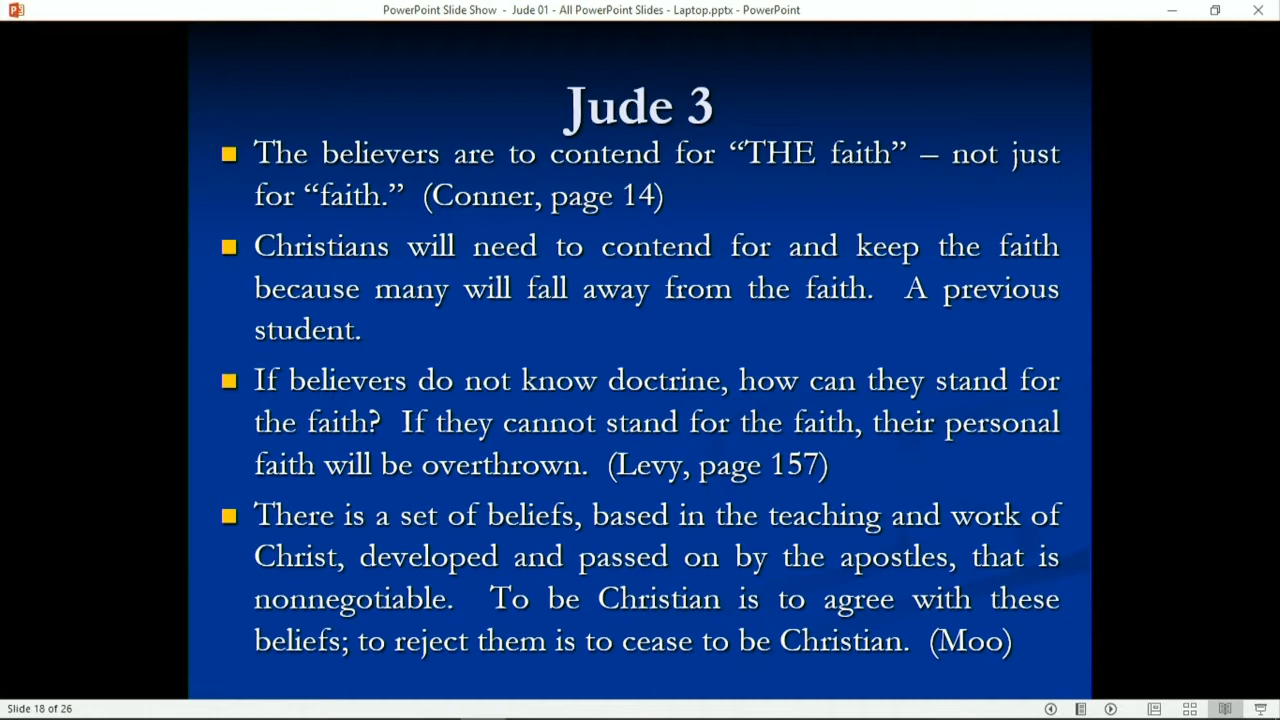 PowerPoint Slide Show - Jude 01 - All PowerPoint Slides - Laptop.pptx - PowerPoint
Jude 3
The believers are to contend for “THE faith” – not just
for “faith.” (Conner, page 14)
Christians will need to contend for and keep the faith
because many will fall away from the faith. A previous
student.
If believers do not know doctrine, how can they stand for
the faith? If they cannot stand for the faith, their personal
faith will be overthrown. (Levy, page 157)
There is a set of beliefs, based in the teaching and work of
Christ, developed and passed on by the apostles, that is
nonnegotiable. To be Christian is to agree with these
beliefs; to reject them is to cease to be Christian. (Moo)
Slide 18 of 26